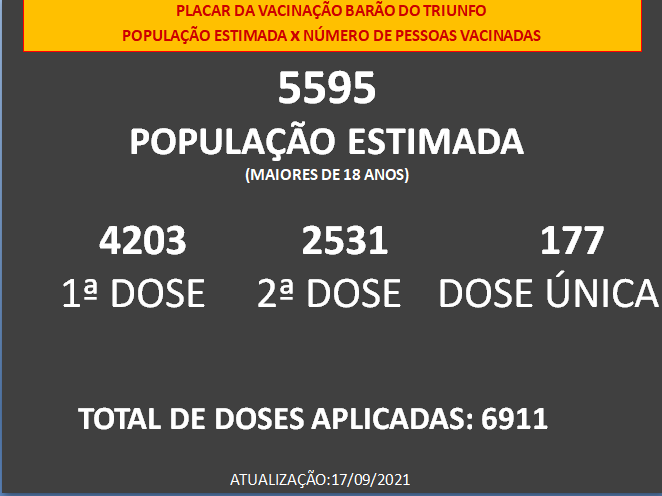 PLACAR DA VACINAÇÃO BARÃO DO TRIUNFO
POPULAÇÃO ESTIMADA x NÚMERO DE PESSOAS VACINADAS
5595
POPULAÇÃO ESTIMADA
(MAIORES DE 18 ANOS)
4203 2531 177
1ª DOSE 2ª DOSE DOSE ÚNICA
TOTAL DE DOSES APLICADAS: 6911
ATUALIZAÇÃO:17/09/2021